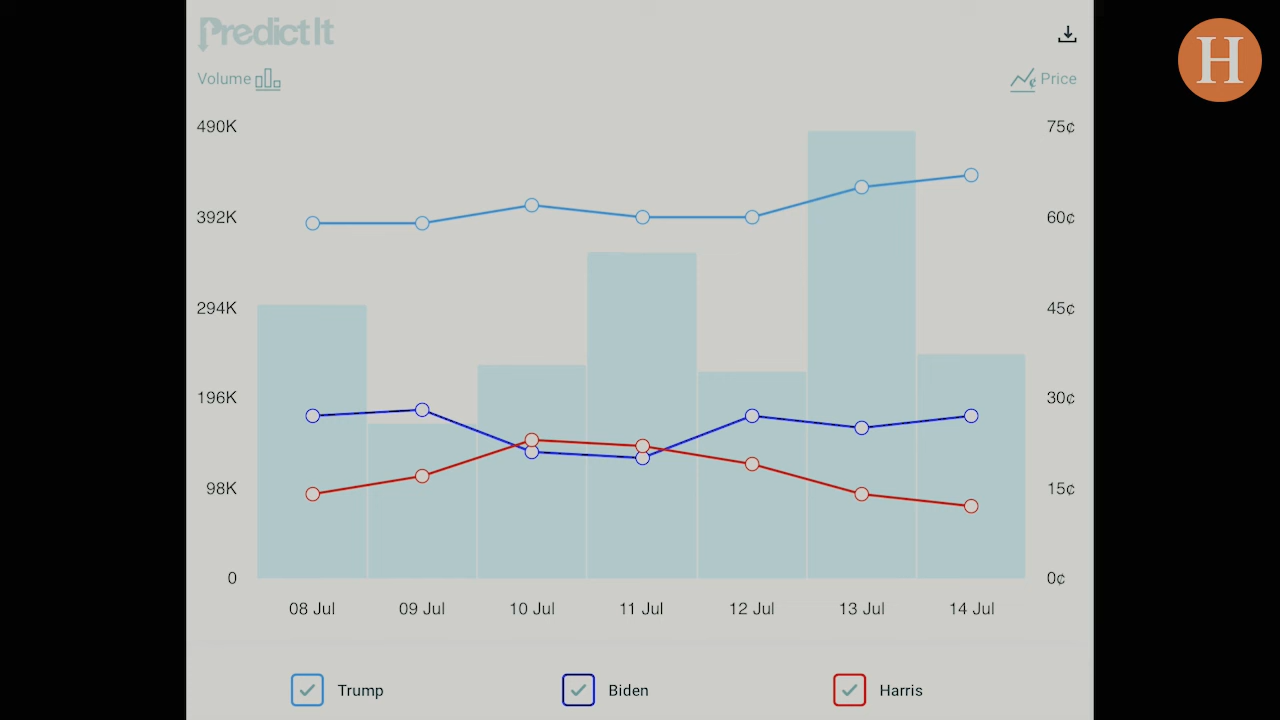 PredictIt
H
Volume
Price
490K
75¢
392K
60¢
294K
45¢
196K
30¢
98K
15¢
0
0¢
08 Jul
09 Jul
10 Jul
11 Jul
12 Jul
13 Jul
14 Jul
Trump
Biden
Harris